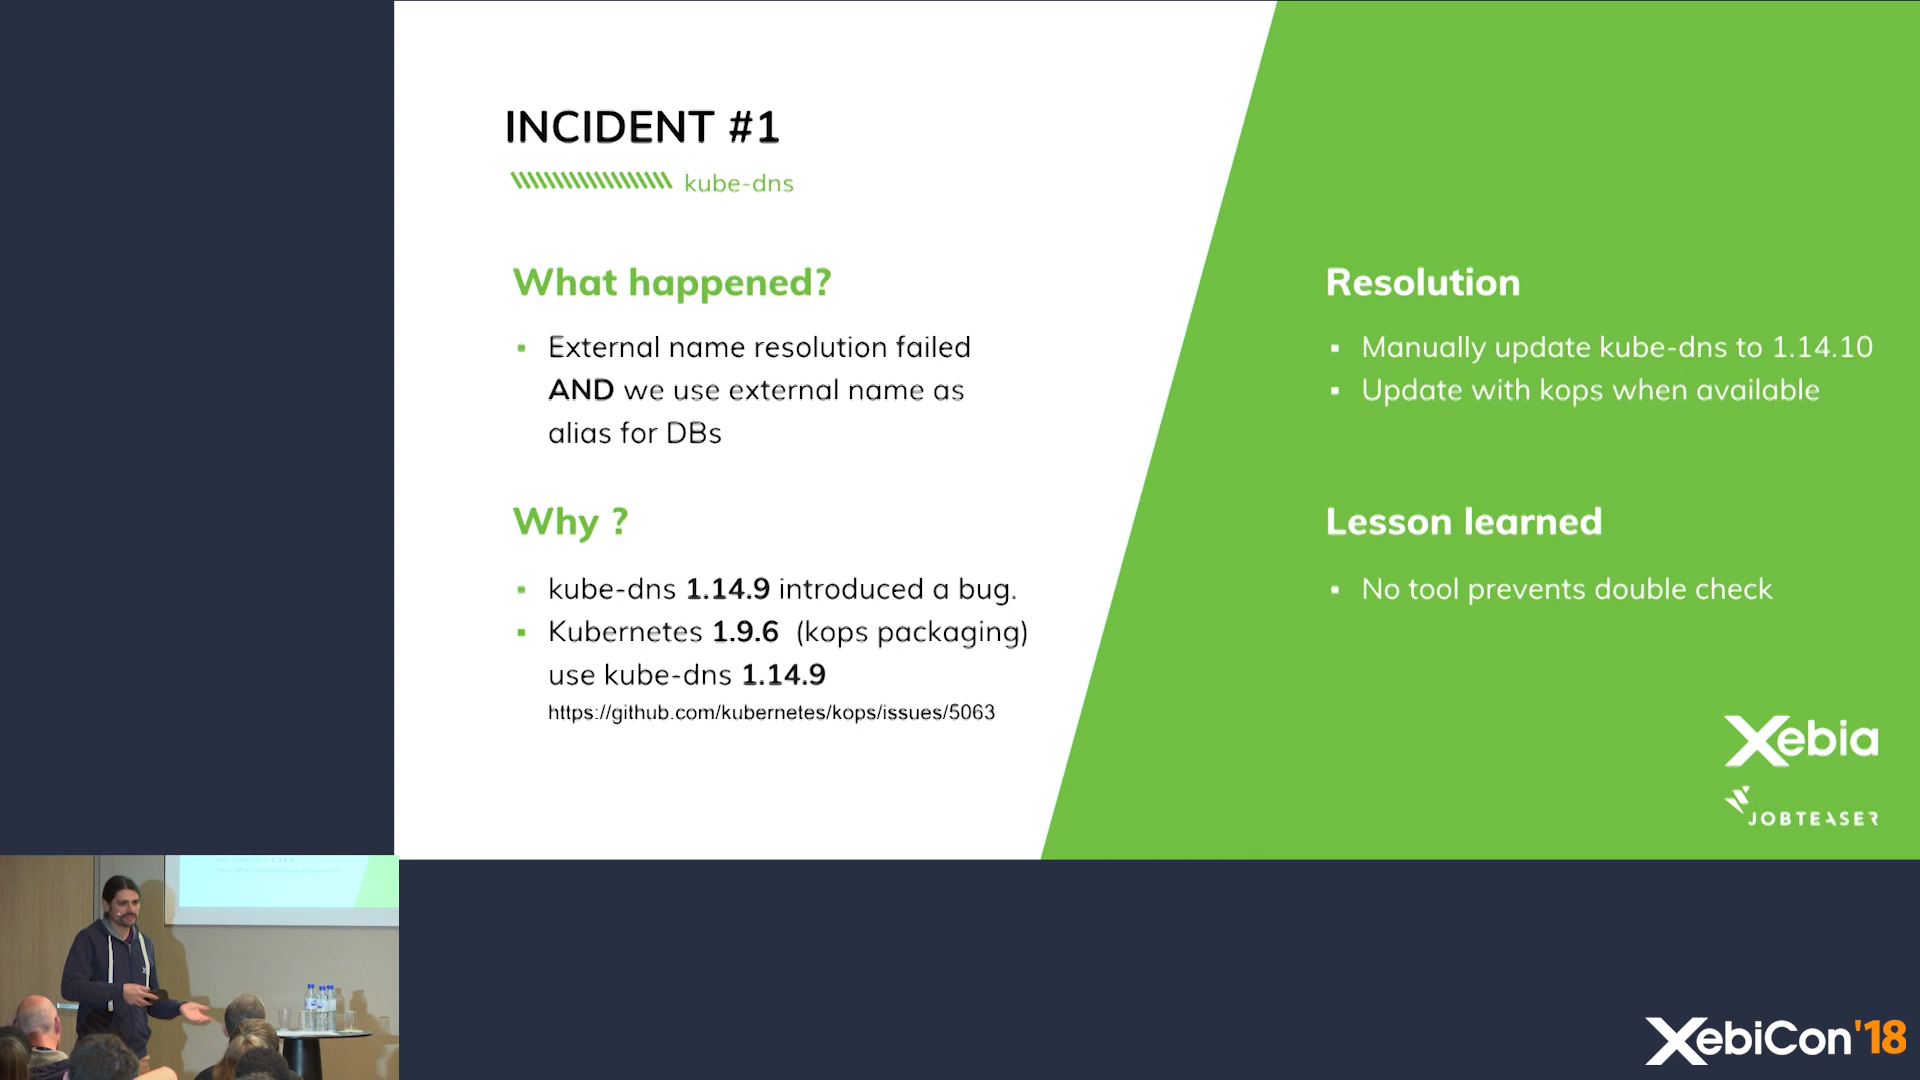 INCIDENT #1
kube-dns
What happened?
▪ External name resolution failed
AND we use external name as
alias for DBs
Why ?
▪ kube-dns 1.14.9 introduced a bug.
▪ Kubernetes 1.9.6 (kops packaging)
use kube-dns 1.14.9
https://github.com/kubernetes/kops/issues/5063
Resolution
▪ Manually update kube-dns to 1.14.10
▪ Update with kops when available
Lesson learned
▪ No tool prevents double check
Xebia
JOBTEASER
XebiCon'18